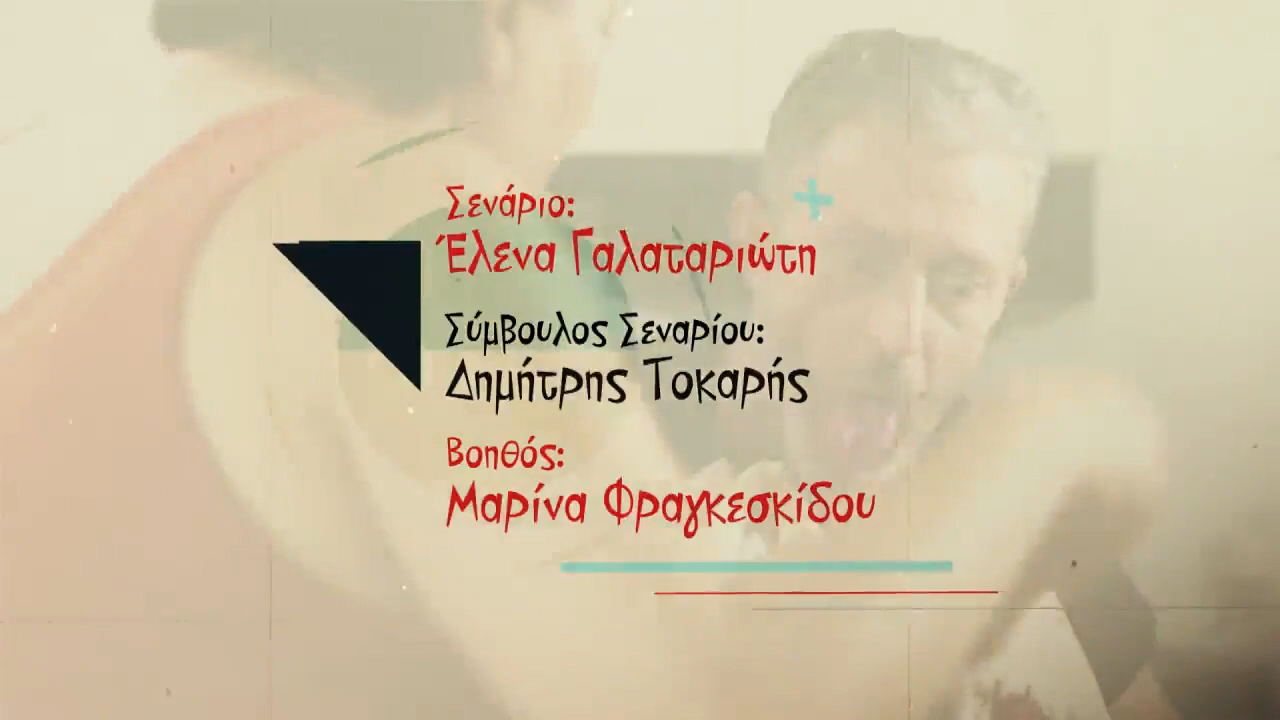 Σενάριο:
Έλενα Γαλαταριώτη
Σύμβουλος Σεναρίου:
Δημήτρης Τοκαρής
Βοηθός:
Μαρίνα Φραγκεσκίδου